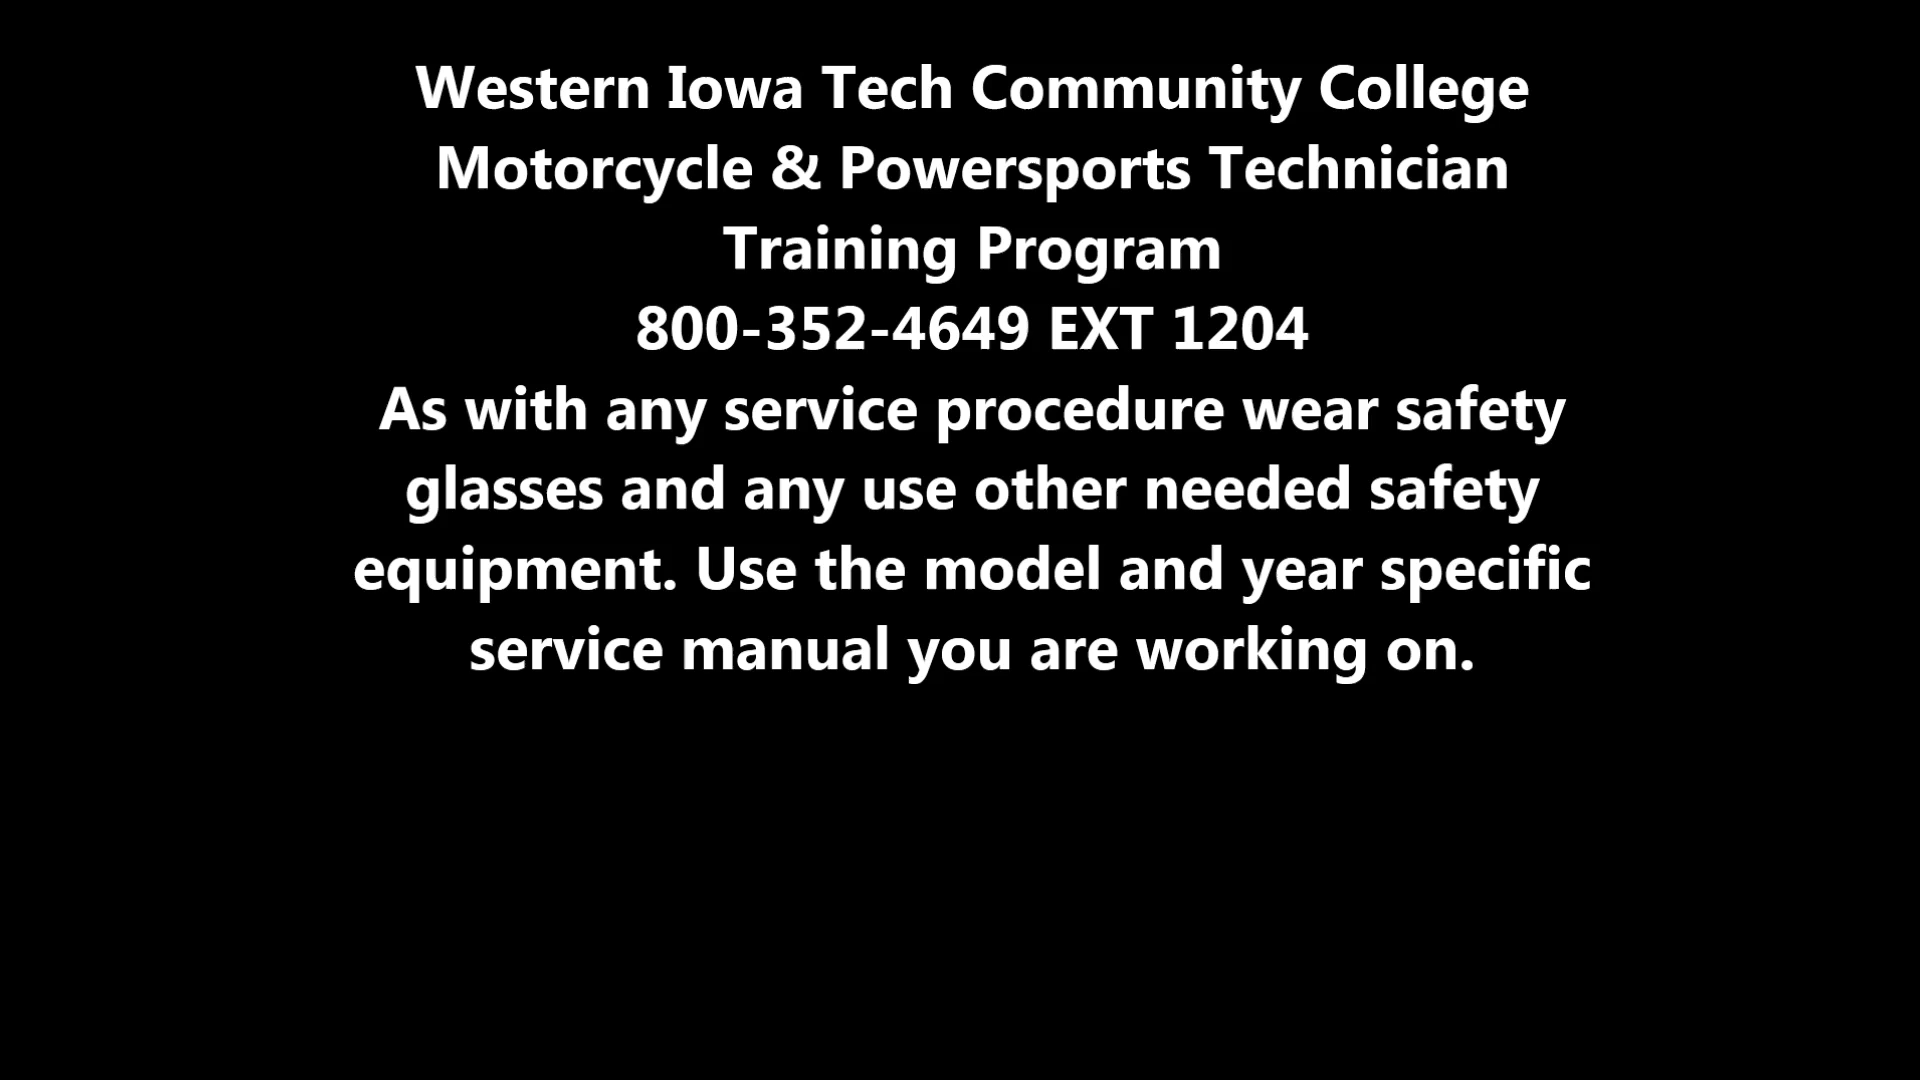 Western Iowa Tech Community College
Motorcycle & Powersports Technician
Training Program
800-352-4649 EXT 1204
As with any service procedure wear safety
glasses and any use other needed safety
equipment. Use the model and year specific
service manual you are working on.